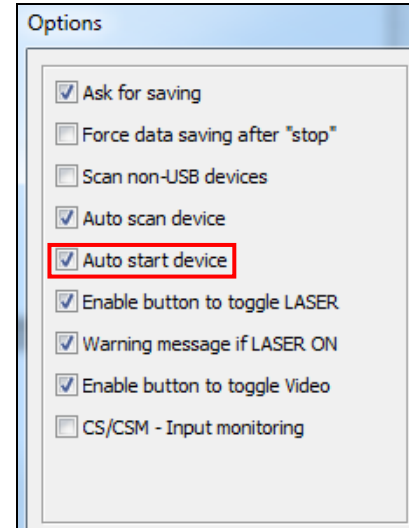 Options
Ask for saving
Force data saving after "stop"
Scan non-USB devices
Auto scan device
Auto start device
Enable button to toggle LASER
Warning message if LASER ON
Enable button to toggle Video
CS/CSM - Input monitoring